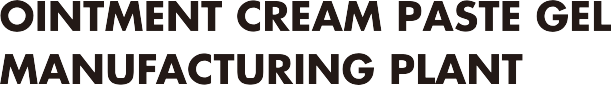 OINTMENT CREAM PASTE GEL
MANUFACTURING PLANT